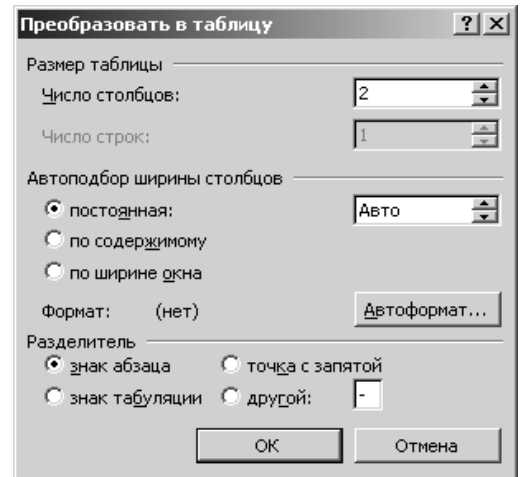 Преобразовать в таблицу ? ×
Размер таблицы
Число столбцов: 2
Число строк: 1
Автоподбор ширины столбцов
постоянная: Авто
по содержимому
по ширине окна
Формат: (нет) Автоформат...
Разделитель
знак абзаца точка с запятой
знак табуляции другой: -
ОК Отмена